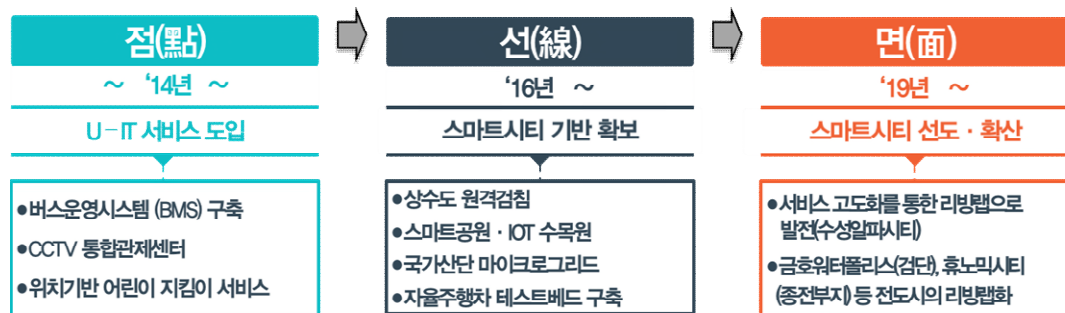 점(點)
~ ‘14년 ~
U-IT 서비스 도입
●버스운영시스템 (BMS) 구축
●CCTV 통합관제센터
●위치기반 어린이 지킴이 서비스
선(線)
‘16년 ~
스마트시티 기반 확보
●상수도 원격검침
●스마트공원 · IOT 수목원
●국가산단 마이크로그리드
●자율주행차 테스트베드 구축
면(面)
‘19년 ~
스마트시티 선도 · 확산
●서비스 고도화를 통한 리빙랩으로
발전(수성알파시티)
●금호워터폴리스(검단), 휴노믹시티
(종전부지) 등 전도시의 리빙랩화